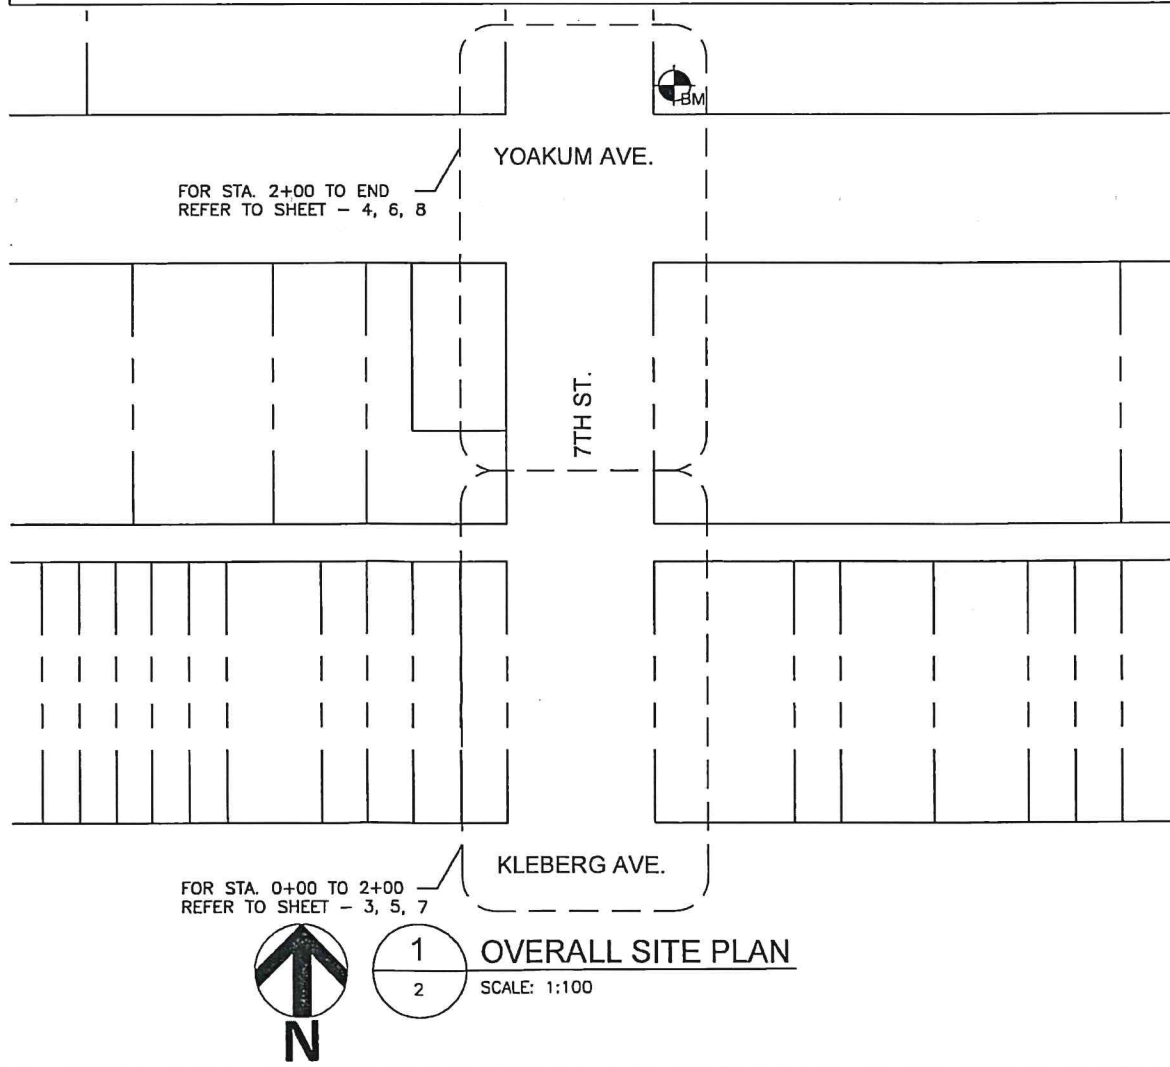 BM
YOAKUM AVE.
FOR STA. 2+00 TO END
REFER TO SHEET – 4, 6, 8
7TH ST.
KLEBERG AVE.
FOR STA. 0+00 TO 2+00
REFER TO SHEET – 3, 5, 7
N
1
2
OVERALL SITE PLAN
SCALE: 1:100